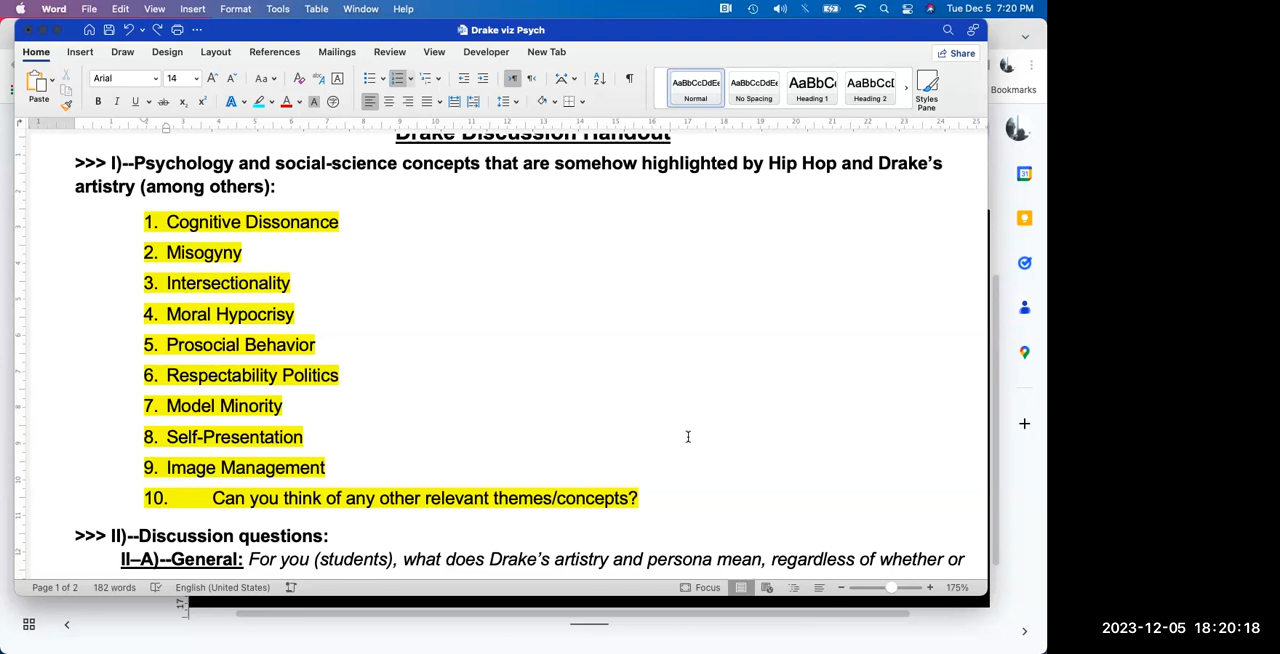 Word File Edit View Insert Format Tools Table Window Help Tue Dec 5 7:20 PM
Drake viz Psych
Home Insert Draw Design Layout References Mailings Review View Developer New Tab Share
Paste Arial 14 AaBbCcDdEe AaBbCcDdEe AaBbC AaBbCcD
Normal No Spacing Heading 1 Heading 2 Styles Pane
Bookmarks
Drake Discussion Handout
>>> I)--Psychology and social-science concepts that are somehow highlighted by Hip Hop and Drake’s
artistry (among others):
1. Cognitive Dissonance
2. Misogyny
3. Intersectionality
4. Moral Hypocrisy
5. Prosocial Behavior
6. Respectability Politics
7. Model Minority
8. Self-Presentation
9. Image Management
10. Can you think of any other relevant themes/concepts?
>>> II)--Discussion questions:
II–A)--General: For you (students), what does Drake’s artistry and persona mean, regardless of whether or
Page 1 of 2 182 words English (United States) Focus 175%
2023-12-05 18:20:18